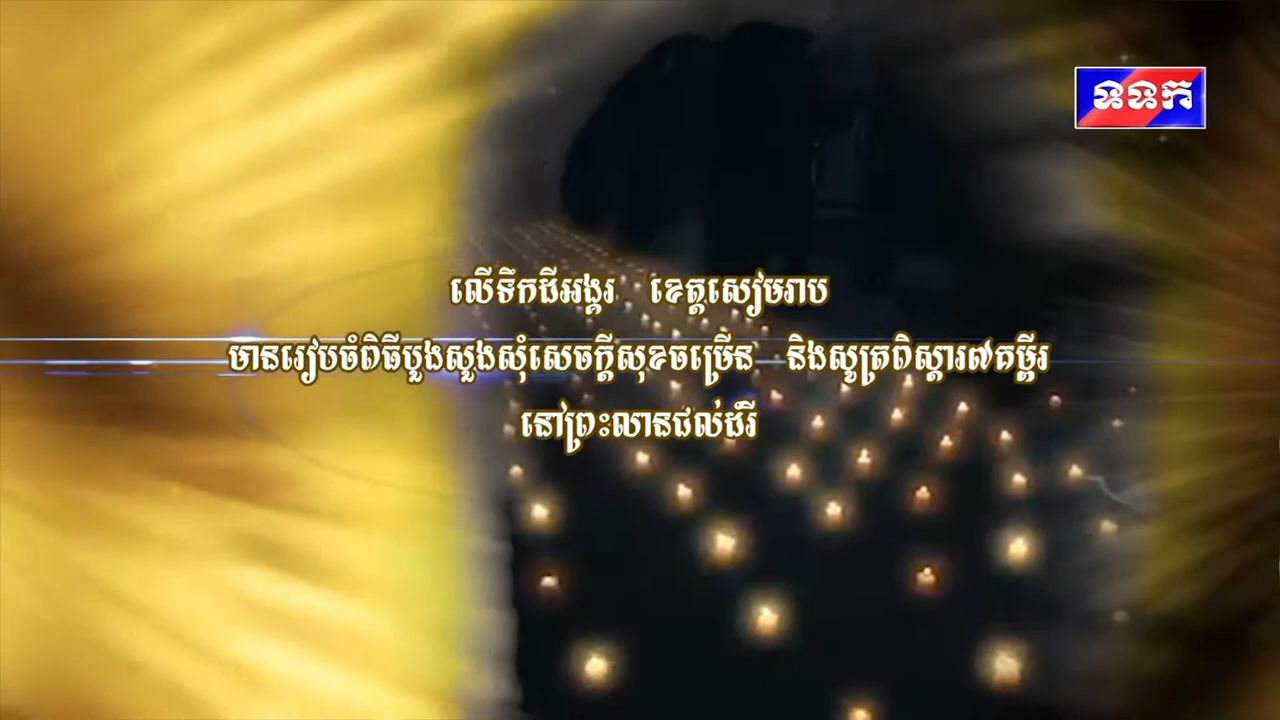 ទទក
លើទឹកដីអង្គរ ខេត្តសៀមរាប
មានរៀបចំពិធីបួងសួងសុំសេចក្តីសុខចម្រើន និងសូត្រពិស្តារ៧គម្ពីរ
នៅព្រះលានជល់ដំរី